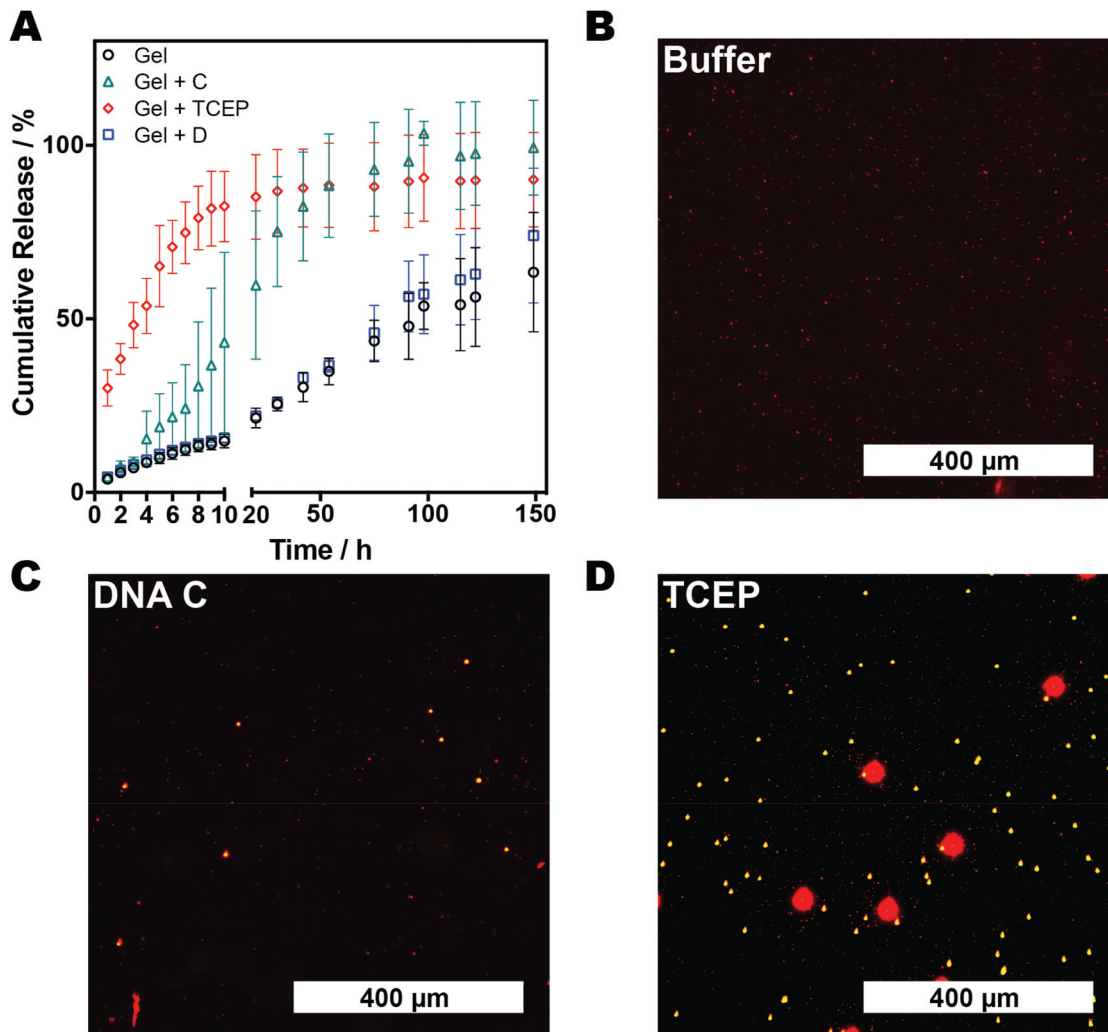 A
Gel
Gel + C
Gel + TCEP
Gel + D
Cumulative Release / %
100
50
0
0 2 4 6 8 10 20 50 100 150
Time / h
B
Buffer
400 µm
C
DNA C
400 µm
D
TCEP
400 µm